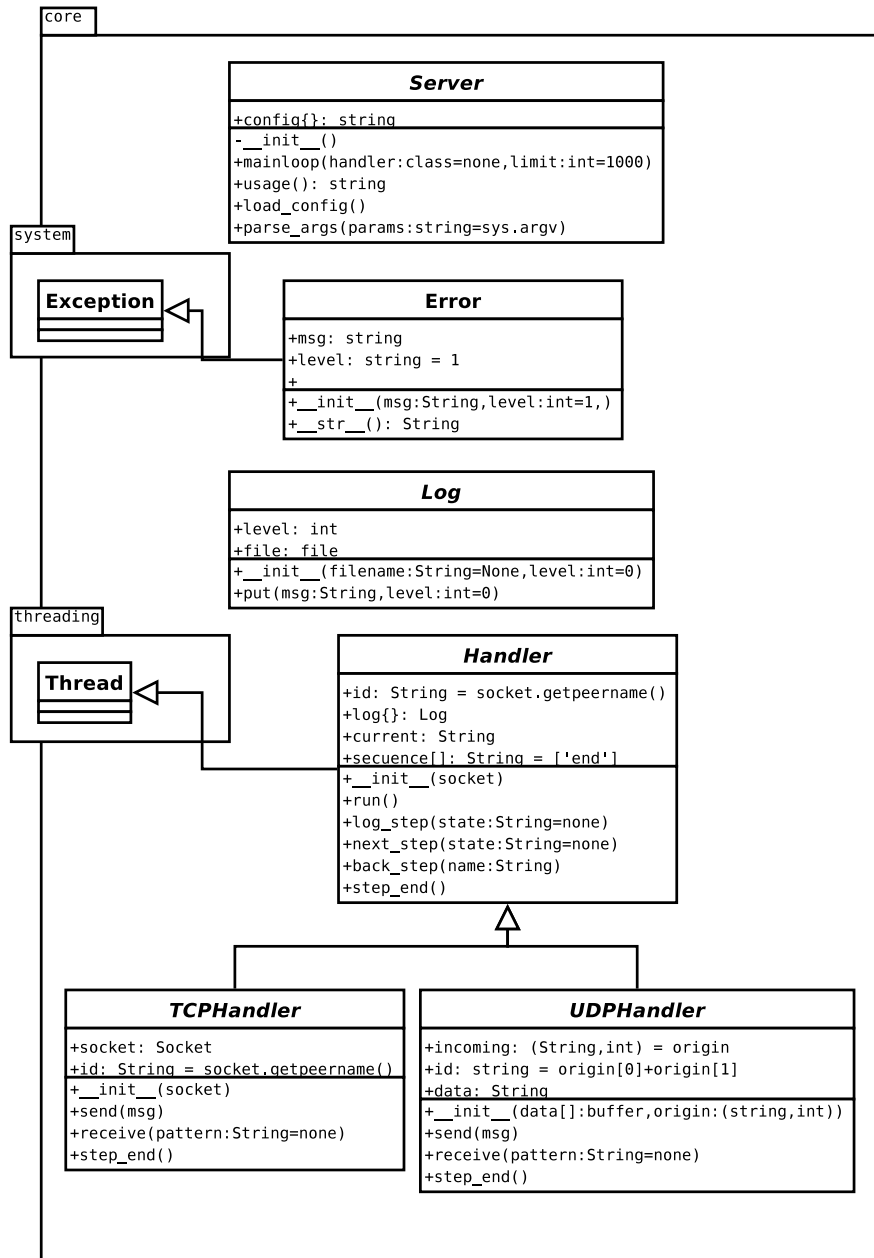 core
Server
+config{}: string
-__init__()
+mainloop(handler:class=none,limit:int=1000)
+usage(): string
+load_config()
+parse_args(params:string=sys.argv)
system
Exception
Error
+msg: string
+level: string = 1
+
+__init__(msg:String,level:int=1,)
+__str__(): String
Log
+level: int
+file: file
+__init__(filename:String=None,level:int=0)
+put(msg:String,level:int=0)
threading
Thread
Handler
+id: String = socket.getpeername()
+log{}: Log
+current: String
+secuence[]: String = ['end']
+__init__(socket)
+run()
+log_step(state:String=none)
+next_step(state:String=none)
+back_step(name:String)
+step_end()
TCPHandler
+socket: Socket
+id: String = socket.getpeername()
+__init__(socket)
+send(msg)
+receive(pattern:String=none)
+step_end()
UDPHandler
+incoming: (String,int) = origin
+id: string = origin[0]+origin[1]
+data: String
+__init__(data[]:buffer,origin:(string,int))
+send(msg)
+receive(pattern:String=none)
+step_end()